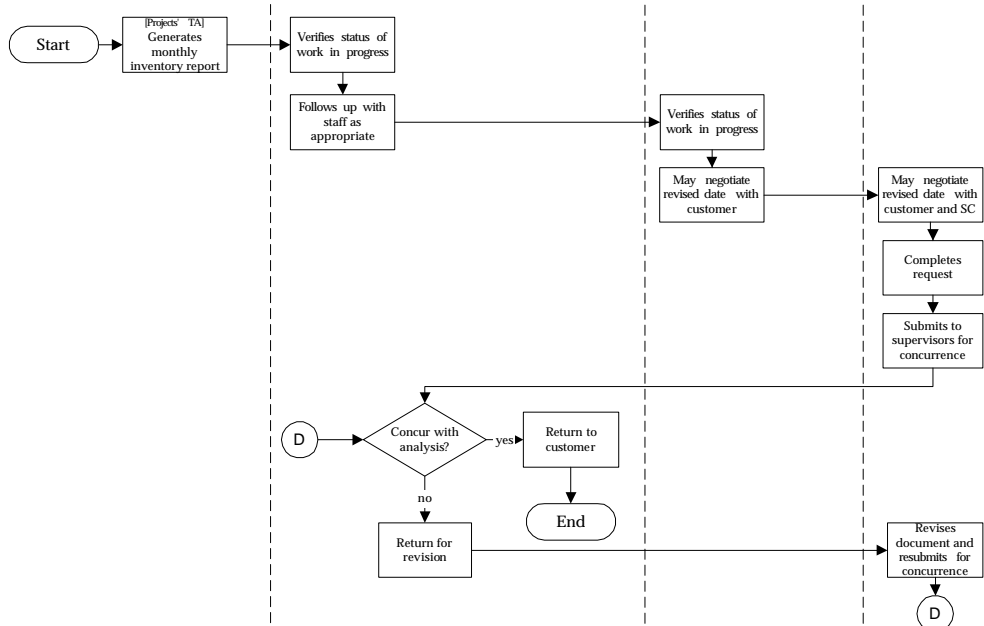 Start
[Projects' TA]
Generates
monthly
inventory report
Verifies status of
work in progress
Follows up with
staff as
appropriate
Verifies status of
work in progress
May negotiate
revised date with
customer
May negotiate
revised date with
customer and SC
Completes
request
Submits to
supervisors for
concurrence
D
Concur with
analysis?
yes
Return to
customer
no
End
Return for
revision
Revises
document and
resubmits for
concurrence
D